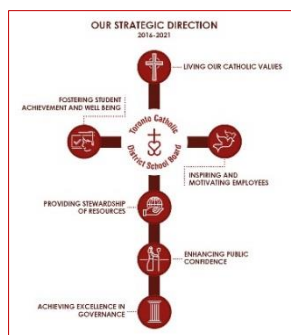 OUR STRATEGIC DIRECTION
2016-2021
LIVING OUR CATHOLIC VALUES
FOSTERING STUDENT
ACHIEVEMENT AND WELL BEING
Toronto Catholic
District School Board
INSPIRING AND
MOTIVATING EMPLOYEES
PROVIDING STEWARDSHIP
OF RESOURCES
ENHANCING PUBLIC
CONFIDENCE
ACHIEVING EXCELLENCE IN
GOVERNANCE